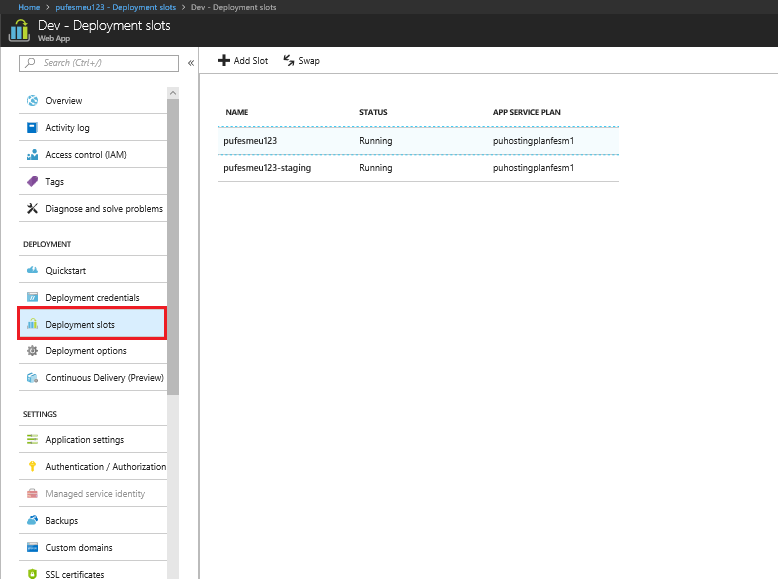 Home > pufesmeu123 - Deployment slots > Dev - Deployment slots
Dev - Deployment slots
Web App
Search (Ctrl+/)
«
Add Slot
Swap
Overview
Activity log
Access control (IAM)
Tags
Diagnose and solve problems
DEPLOYMENT
Quickstart
Deployment credentials
Deployment slots
Deployment options
Continuous Delivery (Preview)
SETTINGS
Application settings
Authentication / Authorization
Managed service identity
Backups
Custom domains
SSL certificates
NAME STATUS APP SERVICE PLAN
pufesmeu123 Running puhostingplanfesm1
pufesmeu123-staging Running puhostingplanfesm1